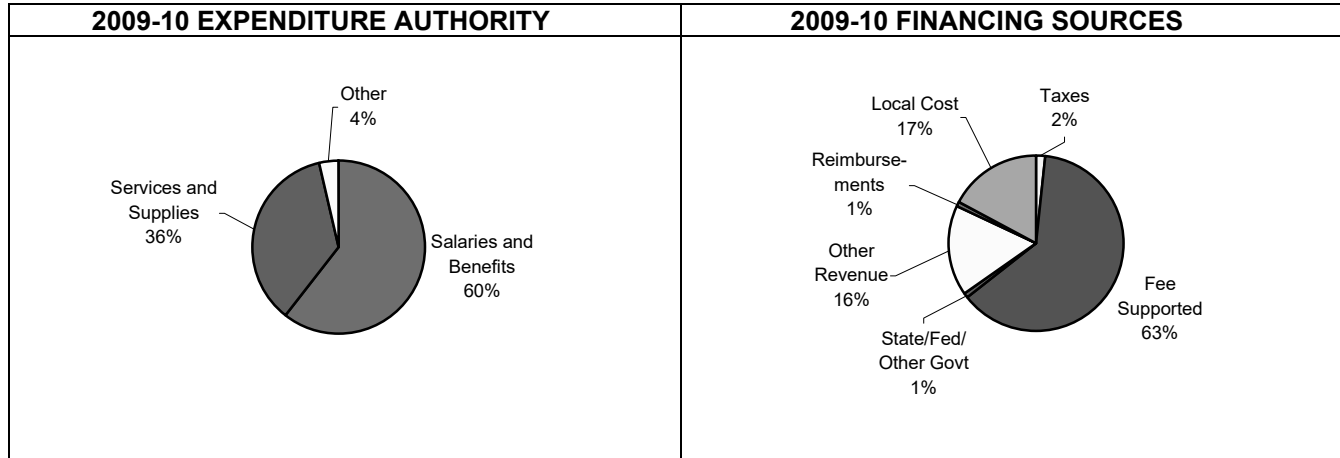 2009-10 EXPENDITURE AUTHORITY
Other
4%
Services and
Supplies
36%
Salaries and
Benefits
60%
2009-10 FINANCING SOURCES
Taxes
2%
Local Cost
17%
Reimburse-
ments
1%
Other
Revenue
16%
State/Fed/
Other Govt
1%
Fee
Supported
63%